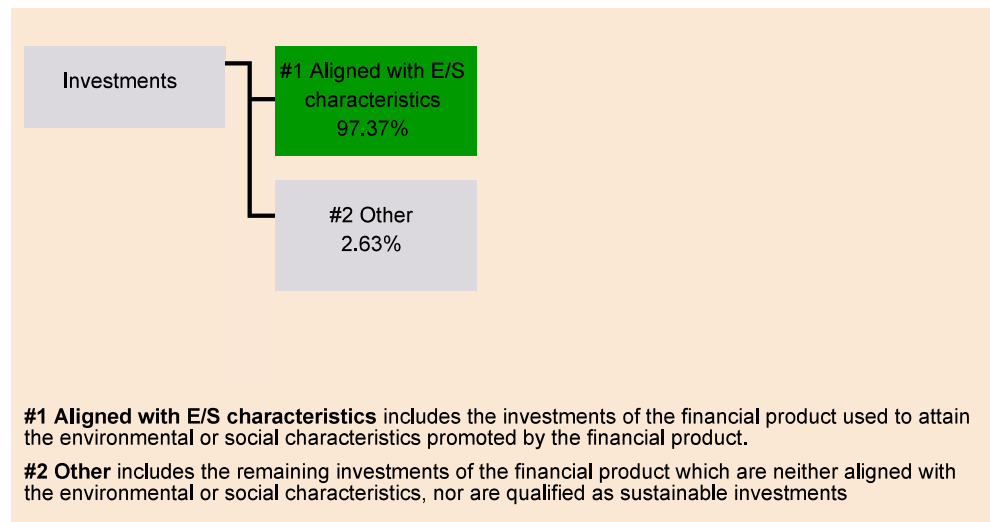 Investments
#1 Aligned with E/S
characteristics
97.37%
#2 Other
2.63%
#1 Aligned with E/S characteristics includes the investments of the financial product used to attain
the environmental or social characteristics promoted by the financial product.
#2 Other includes the remaining investments of the financial product which are neither aligned with
the environmental or social characteristics, nor are qualified as sustainable investments